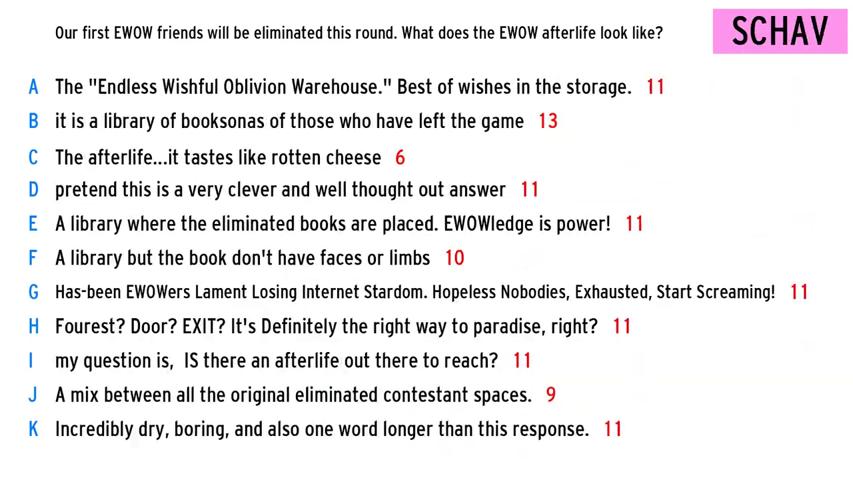 Our first EWOW friends will be eliminated this round. What does the EWOW afterlife look like?
SCHAV
A The "Endless Wishful Oblivion Warehouse." Best of wishes in the storage. 11
B it is a library of booksonas of those who have left the game 13
C The afterlife...it tastes like rotten cheese 6
D pretend this is a very clever and well thought out answer 11
E A library where the eliminated books are placed. EWOWledge is power! 11
F A library but the book don't have faces or limbs 10
G Has-been EWOWers Lament Losing Internet Stardom. Hopeless Nobodies, Exhausted, Start Screaming! 11
H Fourest? Door? EXIT? It's Definitely the right way to paradise, right? 11
I my question is, IS there an afterlife out there to reach? 11
J A mix between all the original eliminated contestant spaces. 9
K Incredibly dry, boring, and also one word longer than this response. 11